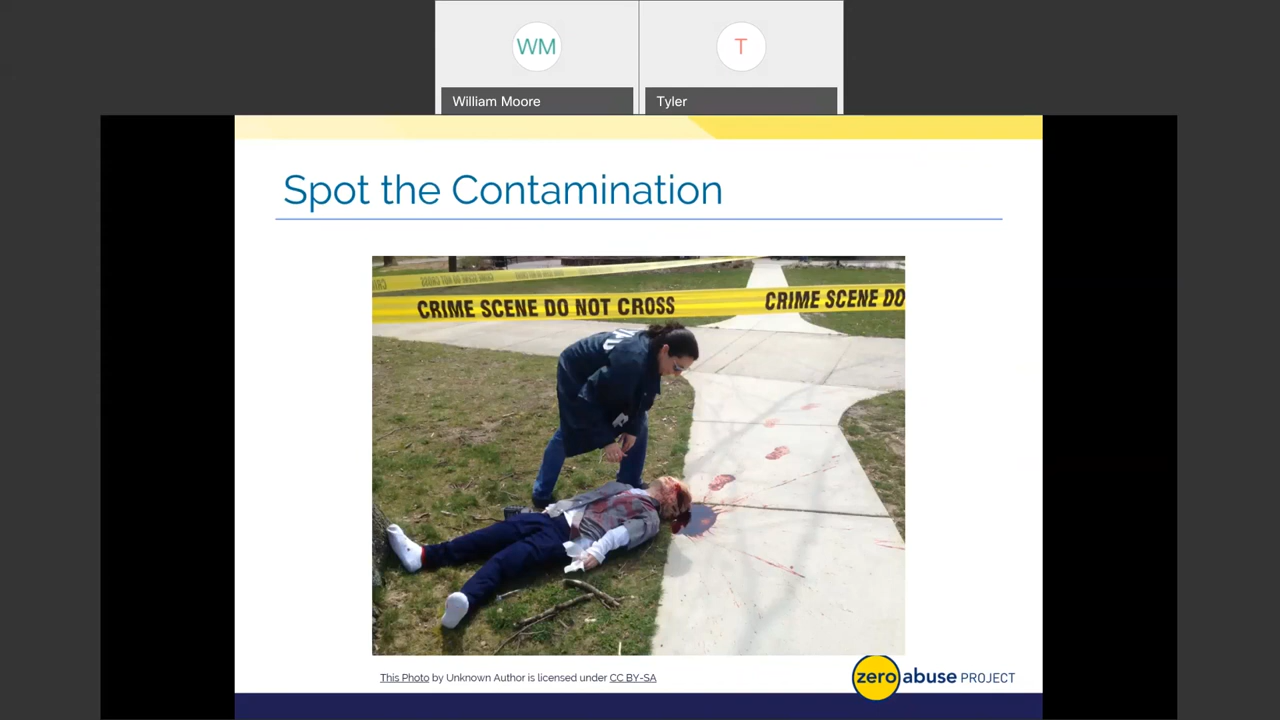 WM
T
William Moore
Tyler
Spot the Contamination
CRIME SCENE DO NOT CROSS
CRIME SCENE DO
This Photo by Unknown Author is licensed under CC BY-SA
zero abuse PROJECT